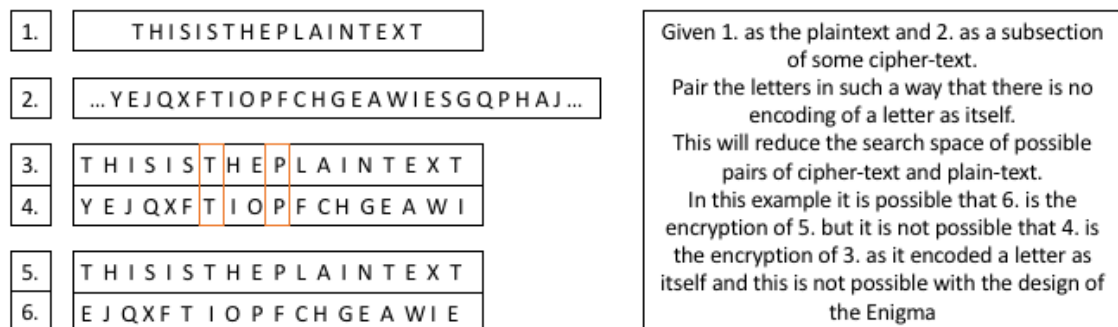 1. THISISTHEPLAINTEXT
2. ...YEJQXFTIOPFCHGEAWIESGQPHAJ...
3. THISISTHEPLAINTEXT
4. YEJQXFTIOPFCHGEAWI
5. THISISTHEPLAINTEXT
6. EJQXFTIOPFCHGEAWIE
Given 1. as the plaintext and 2. as a subsection
of some cipher-text.
Pair the letters in such a way that there is no
encoding of a letter as itself.
This will reduce the search space of possible
pairs of cipher-text and plain-text.
In this example it is possible that 6. is the
encryption of 5. but it is not possible that 4. is
the encryption of 3. as it encoded a letter as
itself and this is not possible with the design of
the Enigma